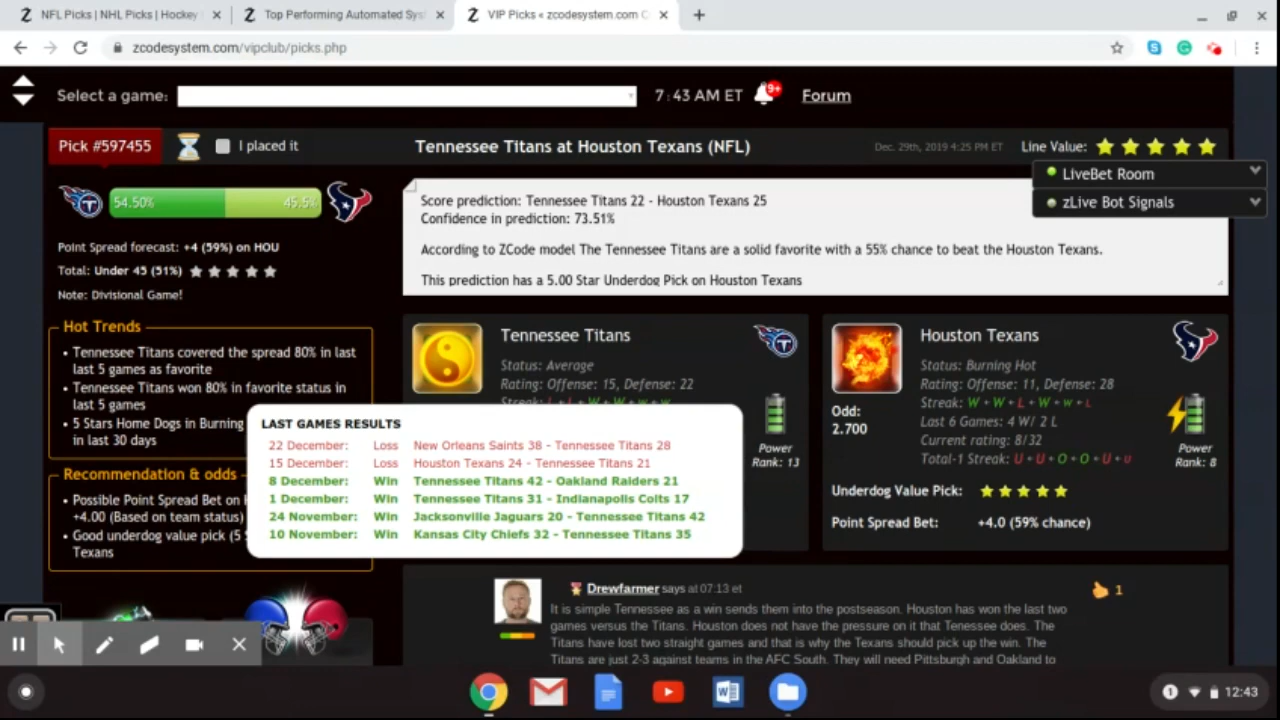 NFL Picks | NHL Picks | Hockey
Top Performing Automated Sys
VIP Picks « zcodesystem.com C
zcodesystem.com/vipclub/picks.php
Select a game:
7:43 AM ET
9+
Forum
Pick #597455
I placed it
Tennessee Titans at Houston Texans (NFL)
Dec. 29th, 2019 4:25 PM ET
Line Value:
LiveBet Room
zLive Bot Signals
54.50%
45.5%
Point Spread forecast: +4 (59%) on HOU
Total: Under 45 (51%)
Note: Divisional Game!
Score prediction: Tennessee Titans 22 - Houston Texans 25
Confidence in prediction: 73.51%
According to ZCode model The Tennessee Titans are a solid favorite with a 55% chance to beat the Houston Texans.
This prediction has a 5.00 Star Underdog Pick on Houston Texans
Hot Trends
• Tennessee Titans covered the spread 80% in last
last 5 games as favorite
• Tennessee Titans won 80% in favorite status in
last 5 games
• 5 Stars Home Dogs in Burning
in last 30 days
Recommendation & odds
• Possible Point Spread Bet on
+4.00 (Based on team status)
• Good underdog value pick (5
Texans
Tennessee Titans
Status: Average
Rating: Offense: 15, Defense: 22
Streak: L + L + W + W + w + w
Power
Rank: 13
LAST GAMES RESULTS
22 December: Loss New Orleans Saints 38 - Tennessee Titans 28
15 December: Loss Houston Texans 24 - Tennessee Titans 21
8 December: Win Tennessee Titans 42 - Oakland Raiders 21
1 December: Win Tennessee Titans 31 - Indianapolis Colts 17
24 November: Win Jacksonville Jaguars 20 - Tennessee Titans 42
10 November: Win Kansas City Chiefs 32 - Tennessee Titans 35
Houston Texans
Status: Burning Hot
Rating: Offense: 11, Defense: 28
Streak: W + W + L + W + w + L
Last 6 Games: 4 W/ 2 L
Current rating: 8/32
Total-1 Streak: U + U + O + O + U + U
Odd:
2.700
Power
Rank: 8
Underdog Value Pick:
Point Spread Bet: +4.0 (59% chance)
Drewfarmer says at 07:13 et
1
It is simple Tennessee as a win sends them into the postseason. Houston has won the last two
games versus the Titans. Houston does not have the pressure on it that Tennessee does. The
Titans have lost two straight games and that is why the Texans should pick up the win. The
Titans are just 2-3 against teams in the AFC South. They will need Pittsburgh and Oakland to
1
12:43